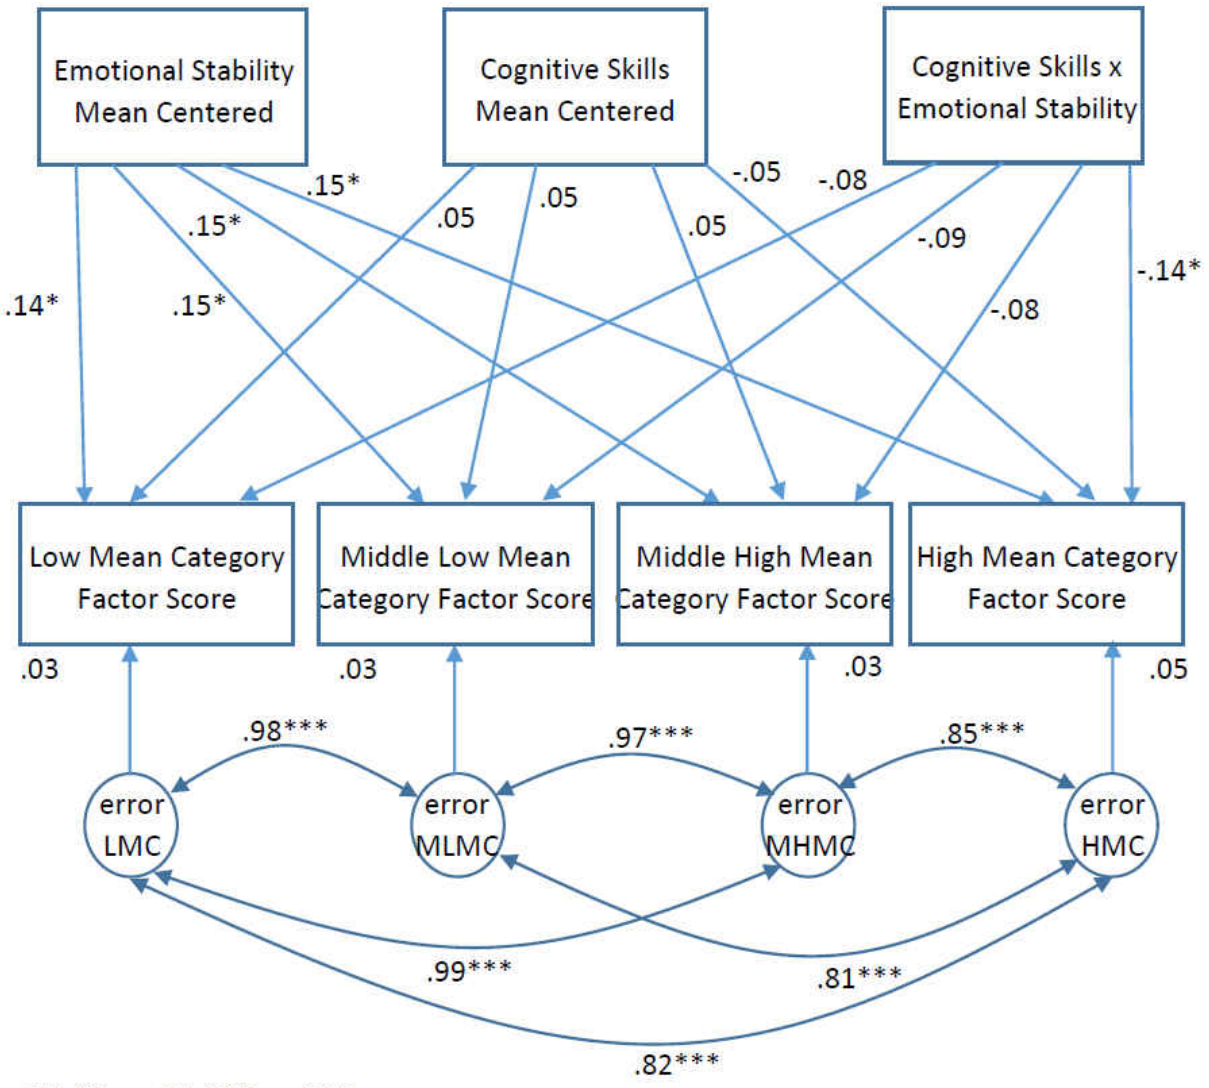 Emotional Stability
Mean Centered
Cognitive Skills
Mean Centered
Cognitive Skills x
Emotional Stability
.15*
-.05
-.08
.15*
.05
.05
.05
-.09
-.14*
.14*
.15*
-.08
Low Mean Category
Factor Score
Middle Low Mean
Category Factor Score
Middle High Mean
Category Factor Score
High Mean Category
Factor Score
.03
.03
.03
.05
.98***
.97***
.85***
error
LMC
error
MLMC
error
MHMC
error
HMC
.99***
.81***
.82***